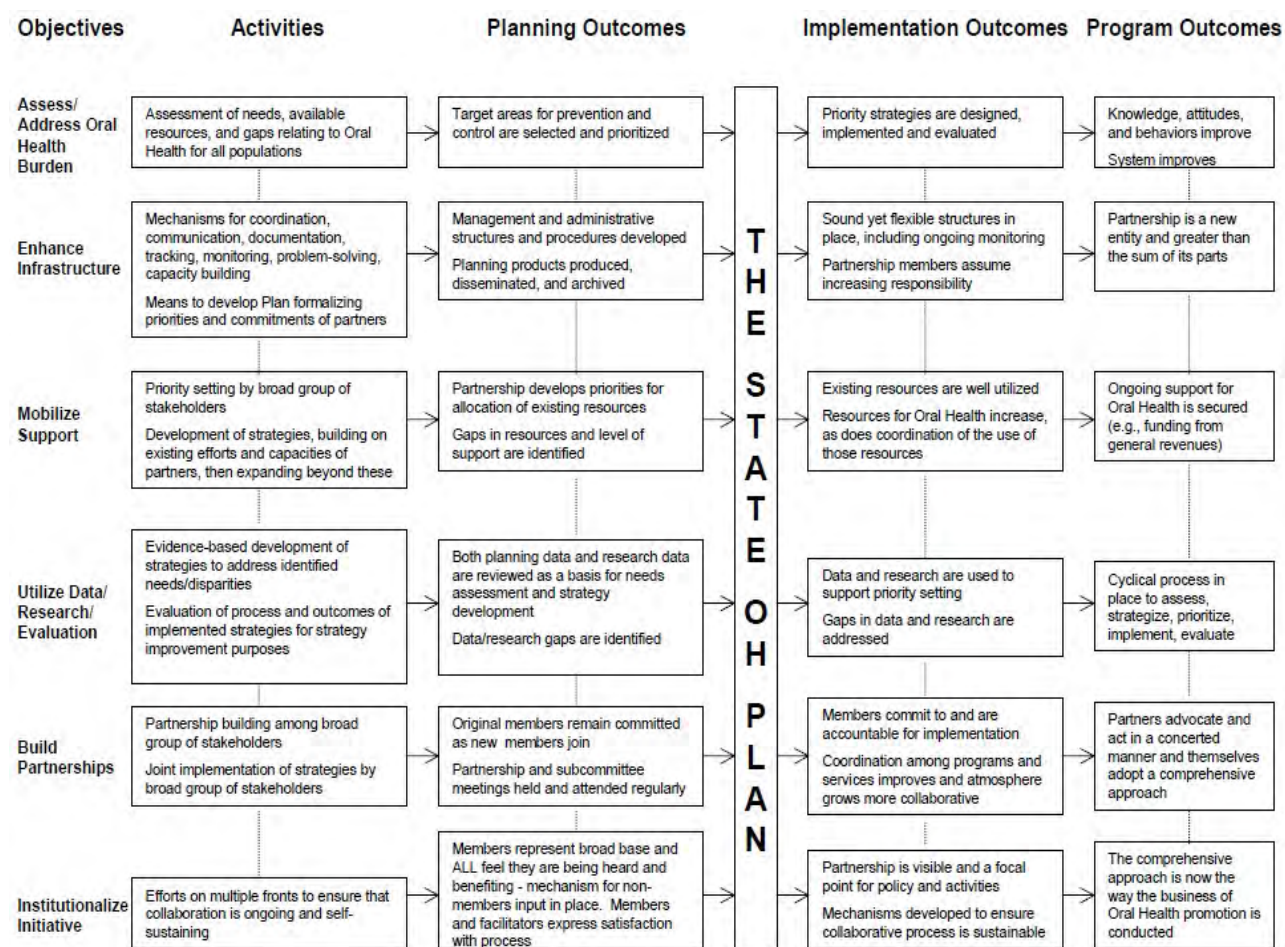 Objectives
Activities
Planning Outcomes
Implementation Outcomes
Program Outcomes
Assess/
Address Oral
Health
Burden
Assessment of needs, available
resources, and gaps relating to Oral
Health for all populations
Target areas for prevention and
control are selected and prioritized
Priority strategies are designed,
implemented and evaluated
Knowledge, attitudes,
and behaviors improve
System improves
Enhance
Infrastructure
Mechanisms for coordination,
communication, documentation,
tracking, monitoring, problem-solving,
capacity building
Means to develop Plan formalizing
priorities and commitments of partners
Management and administrative
structures and procedures developed
Planning products produced,
disseminated, and archived
THE STATE OH PLAN
Sound yet flexible structures in
place, including ongoing monitoring
Partnership members assume
increasing responsibility
Partnership is a new
entity and greater than
the sum of its parts
Mobilize
Support
Priority setting by broad group of
stakeholders
Development of strategies, building on
existing efforts and capacities of
partners, then expanding beyond these
Partnership develops priorities for
allocation of existing resources
Gaps in resources and level of
support are identified
Existing resources are well utilized
Resources for Oral Health increase,
as does coordination of the use of
those resources
Ongoing support for
Oral Health is secured
(e.g., funding from
general revenues)
Utilize Data/
Research/
Evaluation
Evidence-based development of
strategies to address identified
needs/disparities
Evaluation of process and outcomes of
implemented strategies for strategy
improvement purposes
Both planning data and research data
are reviewed as a basis for needs
assessment and strategy
development
Data/research gaps are identified
Data and research are used to
support priority setting
Gaps in data and research are
addressed
Cyclical process in
place to assess,
strategize, prioritize,
implement, evaluate
Build
Partnerships
Partnership building among broad
group of stakeholders
Joint implementation of strategies by
broad group of stakeholders
Original members remain committed
as new members join
Partnership and subcommittee
meetings held and attended regularly
Members commit to and are
accountable for implementation
Coordination among programs and
services improves and atmosphere
grows more collaborative
Partners advocate and
act in a concerted
manner and themselves
adopt a comprehensive
approach
Institutionalize
Initiative
Efforts on multiple fronts to ensure that
collaboration is ongoing and self-
sustaining
Members represent broad base and
ALL feel they are being heard and
benefiting - mechanism for non-
members input in place. Members
and facilitators express satisfaction
with process
Partnership is visible and a focal
point for policy and activities
Mechanisms developed to ensure
collaborative process is sustainable
The comprehensive
approach is now the
way the business of
Oral Health promotion is
conducted